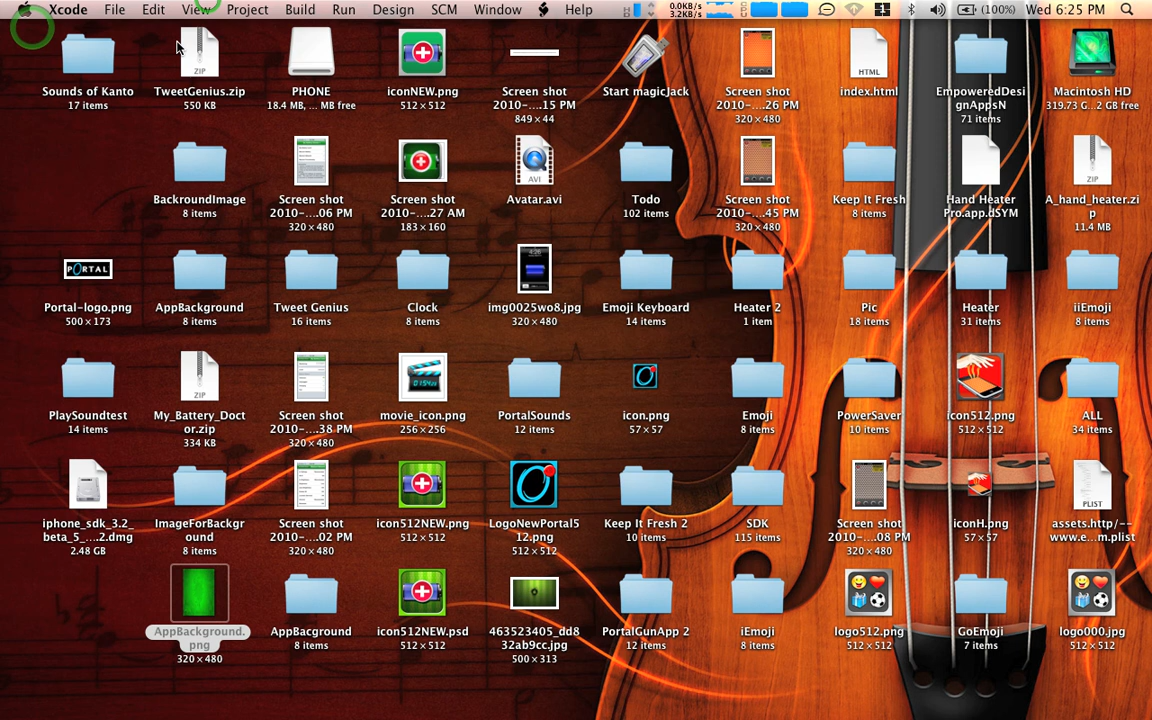 Xcode File Edit View Project Build Run Design SCM Window Help 0.0KB/s 3.2KB/s (100%) Wed 6:25 PM
Sounds of Kanto
17 items
ZIP
TweetGenius.zip
550 KB
PHONE
18.4 MB, ... MB free
iconNEW.png
512×512
Screen shot
2010-....15 PM
849×44
Start magicJack
Screen shot
2010-....26 PM
320×480
HTML
index.html
EmpoweredDesi
gnAppsN
71 items
Macintosh HD
319.73 G...2 GB free
BackroundImage
8 items
Screen shot
2010-....06 PM
320×480
Screen shot
2010-....27 AM
183×160
AVI
Avatar.avi
Todo
102 items
Screen shot
2010-....45 PM
320×480
Keep It Fresh
8 items
Hand Heater
Pro.app.dSYM
ZIP
A_hand_heater.zi
p
11.4 MB
PORTAL
Portal-logo.png
500×173
AppBackground
8 items
Tweet Genius
16 items
Clock
8 items
4:26
img0025wo8.jpg
320×480
Emoji Keyboard
14 items
Heater 2
1 item
Pic
18 items
Heater
31 items
iiEmoji
8 items
PlaySoundtest
14 items
ZIP
My_Battery_Doct
or.zip
334 KB
Screen shot
2010-....38 PM
320×480
movie_icon.png
256×256
PortalSounds
12 items
icon.png
57×57
Emoji
8 items
PowerSaver
10 items
icon512.png
512×512
ALL
34 items
iphone_sdk_3.2_
beta_5_...2.dmg
2.48 GB
ImageForBackgr
ound
8 items
Screen shot
2010-....02 PM
320×480
icon512NEW.png
512×512
LogoNewPortal5
12.png
512×512
Keep It Fresh 2
10 items
SDK
115 items
Screen shot
2010-....08 PM
320×480
iconH.png
57×57
PLIST
assets.http/--
www.e...m.plist
AppBackground.
png
320×480
AppBacground
8 items
icon512NEW.psd
512×512
463523405_dd8
32ab9cc.jpg
500×313
PortalGunApp 2
12 items
iEmoji
8 items
logo512.png
512×512
GoEmoji
7 items
logo000.jpg
512×512